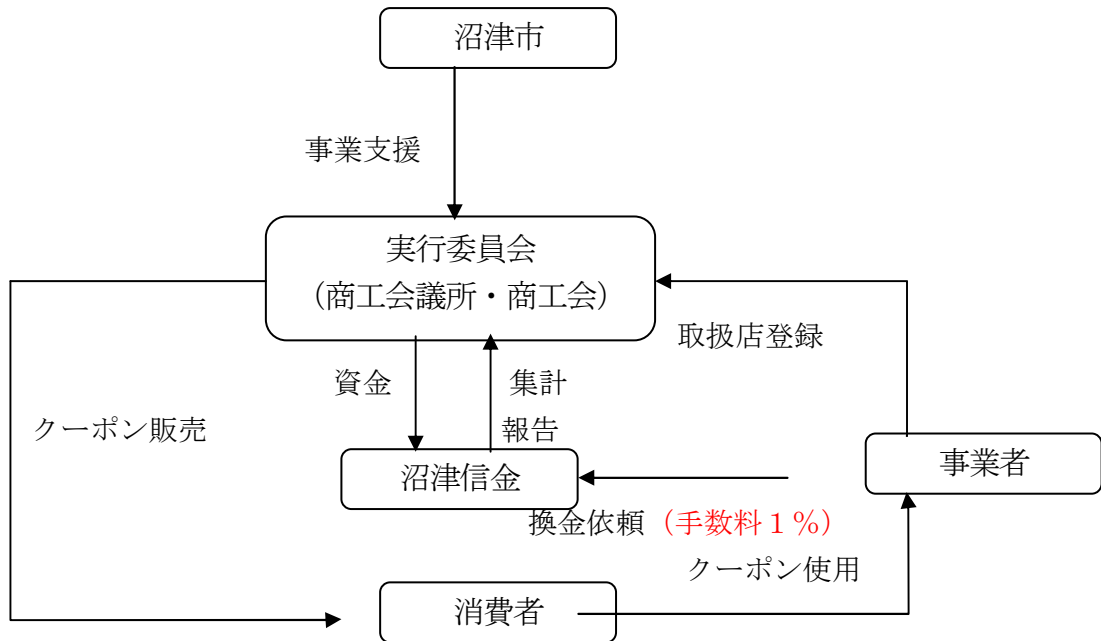 沼津市
事業支援
実行委員会
（商工会議所・商工会）
取扱店登録
資金
集計
報告
クーポン販売
事業者
沼津信金
換金依頼（手数料１％）
クーポン使用
消費者